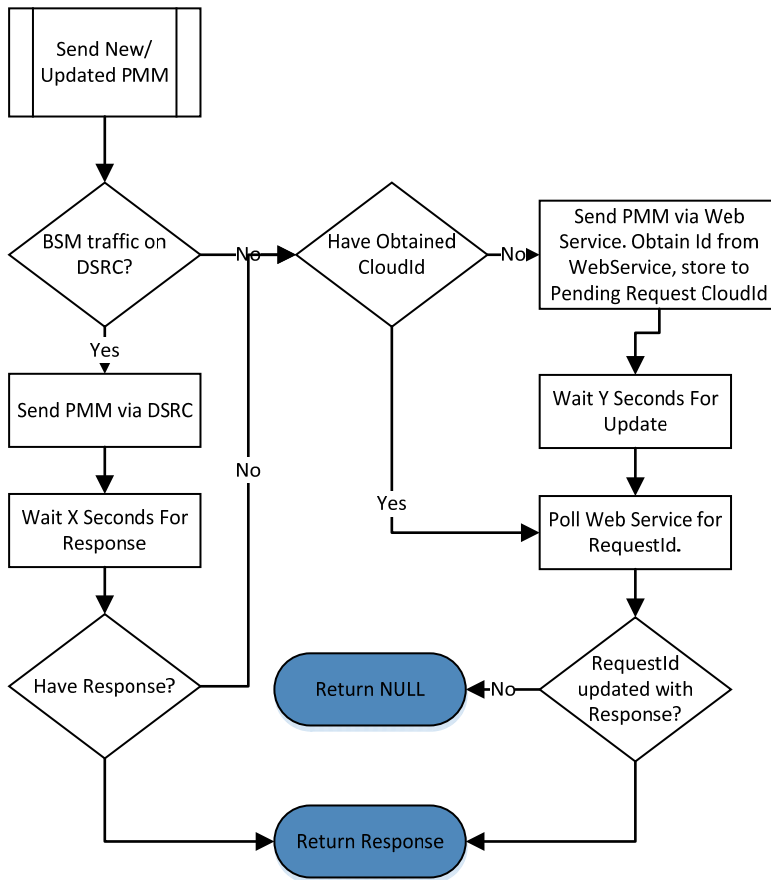 Send New/
Updated PMM
BSM traffic on
DSRC?
No
Have Obtained
CloudId
No
Send PMM via Web
Service. Obtain Id from
WebService, store to
Pending Request CloudId
Yes
Send PMM via DSRC
Wait Y Seconds For
Update
No
Yes
Wait X Seconds For
Response
Poll Web Service for
RequestId.
Have Response?
Return NULL
No
RequestId
updated with
Response?
Return Response